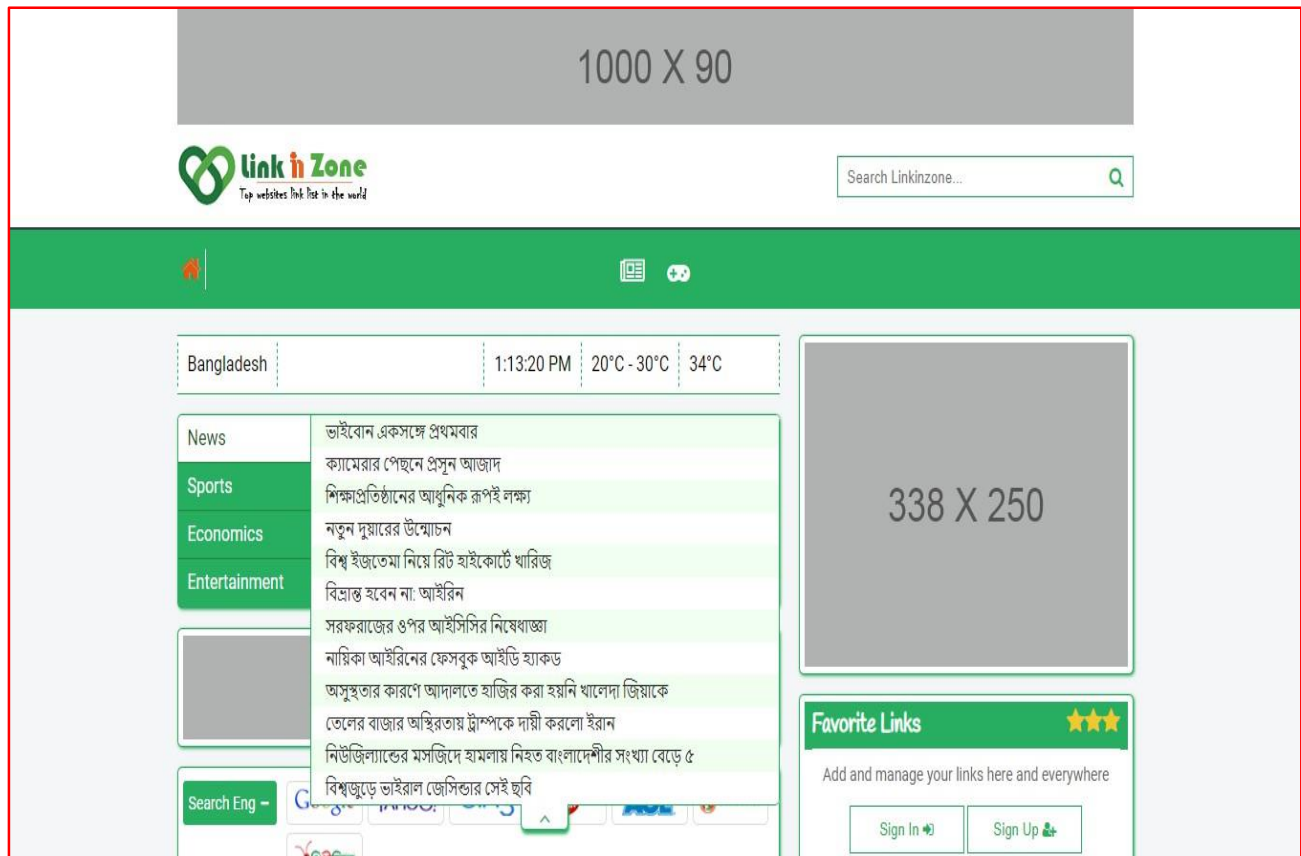 1000 X 90
Link in Zone
Top websites link list in the world
Search Linkinzone...
Bangladesh
1:13:20 PM
20°C - 30°C
34°C
News
Sports
Economics
Entertainment
ভাইবোন একসঙ্গে প্রথমবার
ক্যামেরার পেছনে প্রসূন আজাদ
শিক্ষাপ্রতিষ্ঠানের আধুনিক রূপই লক্ষ্য
নতুন দুয়ারের উন্মোচন
বিশ্ব ইজতেমা নিয়ে রিট হাইকোর্টে খারিজ
বিভ্রান্ত হবেন না: আইরিন
সরফরাজের ওপর আইসিসির নিষেধাজ্ঞা
নায়িকা আইরিনের ফেসবুক আইডি হ্যাকড
অসুস্থতার কারণে আদালতে হাজির করা হয়নি খালেদা জিয়াকে
তেলের বাজার অস্থিরতায় ট্রাম্পকে দায়ী করলো ইরান
নিউজিল্যান্ডের মসজিদে হামলায় নিহত বাংলাদেশীর সংখ্যা বেড়ে ৫
বিশ্বজুড়ে ভাইরাল জেসিন্ডার সেই ছবি
Search Eng –
338 X 250
Favorite Links
Add and manage your links here and everywhere
Sign In
Sign Up